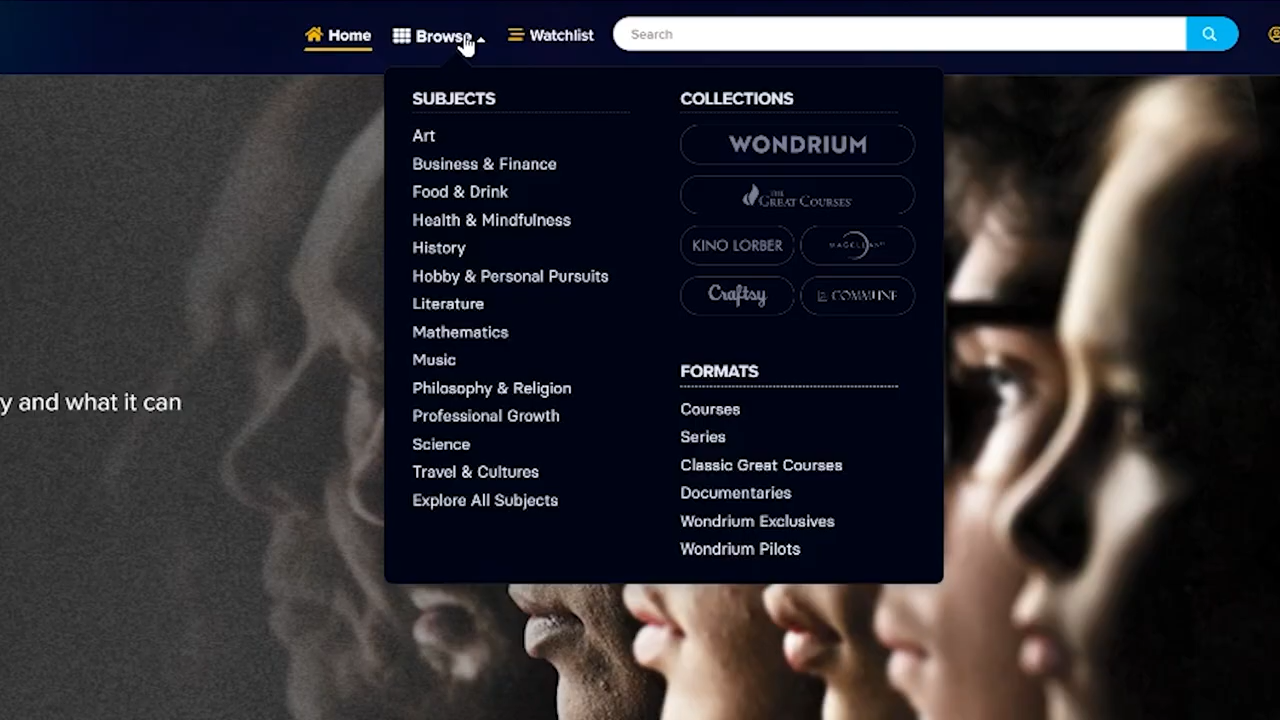 Home
Browse
Watchlist
Search
SUBJECTS
Art
Business & Finance
Food & Drink
Health & Mindfulness
History
Hobby & Personal Pursuits
Literature
Mathematics
Music
Philosophy & Religion
Professional Growth
Science
Travel & Cultures
Explore All Subjects
COLLECTIONS
WONDRIUM
THE GREAT COURSES
KINO LORBER
Craftsy
COMMUNE
FORMATS
Courses
Series
Classic Great Courses
Documentaries
Wondrium Exclusives
Wondrium Pilots
y and what it can